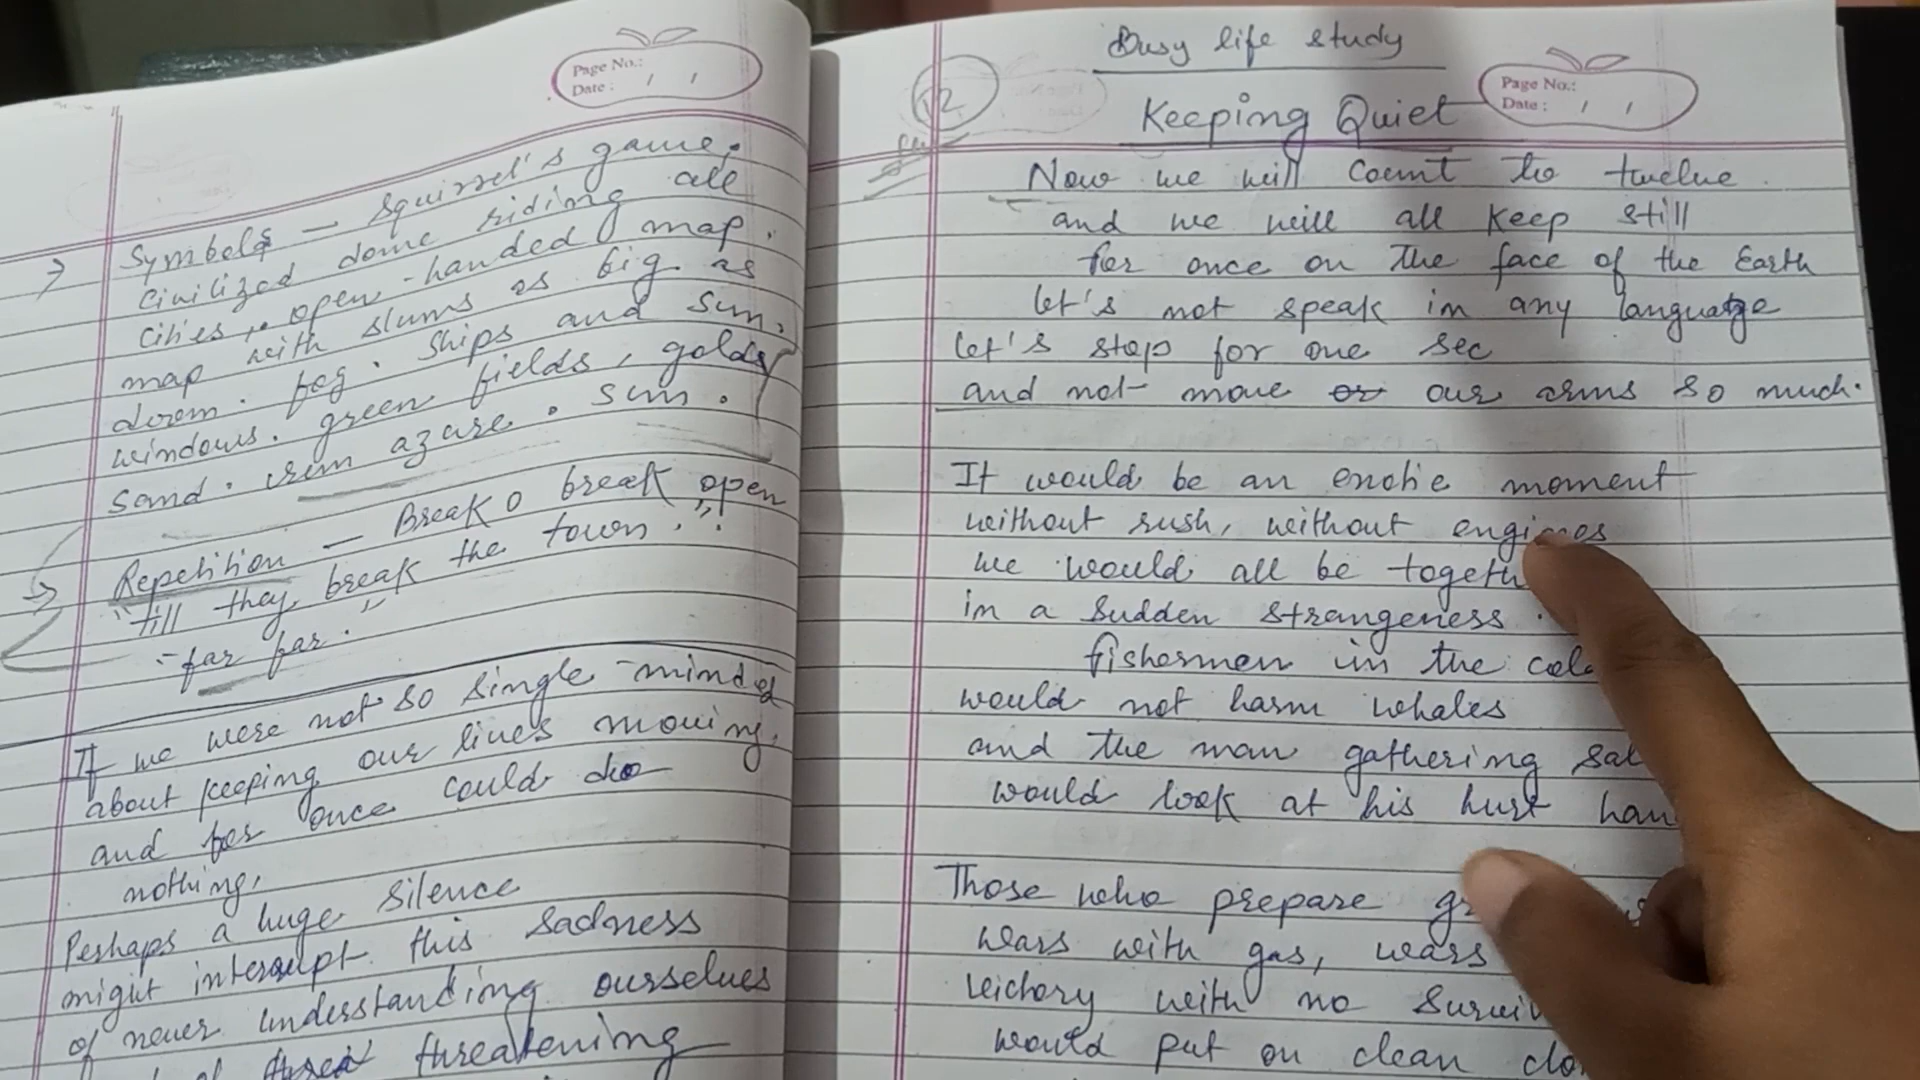 Page No.:
Date : / /
Symbols — Squirrel's game.
Civilized dome riding all
cities, open-handed map.
map with slums as big as
doom. fog. Ships and sun.
windows. green fields, golds
sand. run azure. sun.
Repetition — Break O break open
"till they break the town."
- far far.
If we were not so single-minded
about keeping our lives moving,
and for once could do
nothing,
Perhaps a huge silence
might interrupt this sadness
of never understanding ourselves
threatening
12
Busy life study
Keeping Quiet
Page No.:
Date : / /
Now we will count to twelve
and we will all keep still
for once on the face of the Earth
let's not speak in any language
let's stop for one sec
and not move our arms so much.
It would be an exotic moment
without rush, without engines
we would all be togeth
in a sudden strangeness.
fishermen in the col
would not harm whales
and the man gathering sal
would look at his hurt han
Those who prepare gr
wars with gas, wars
victory with no surviv
would put on clean clo